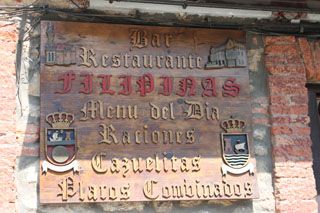 Bar
Restaurante
FILIPINAS
Menu del Dia
Raciones
Cazuelitas
Platos Combinados